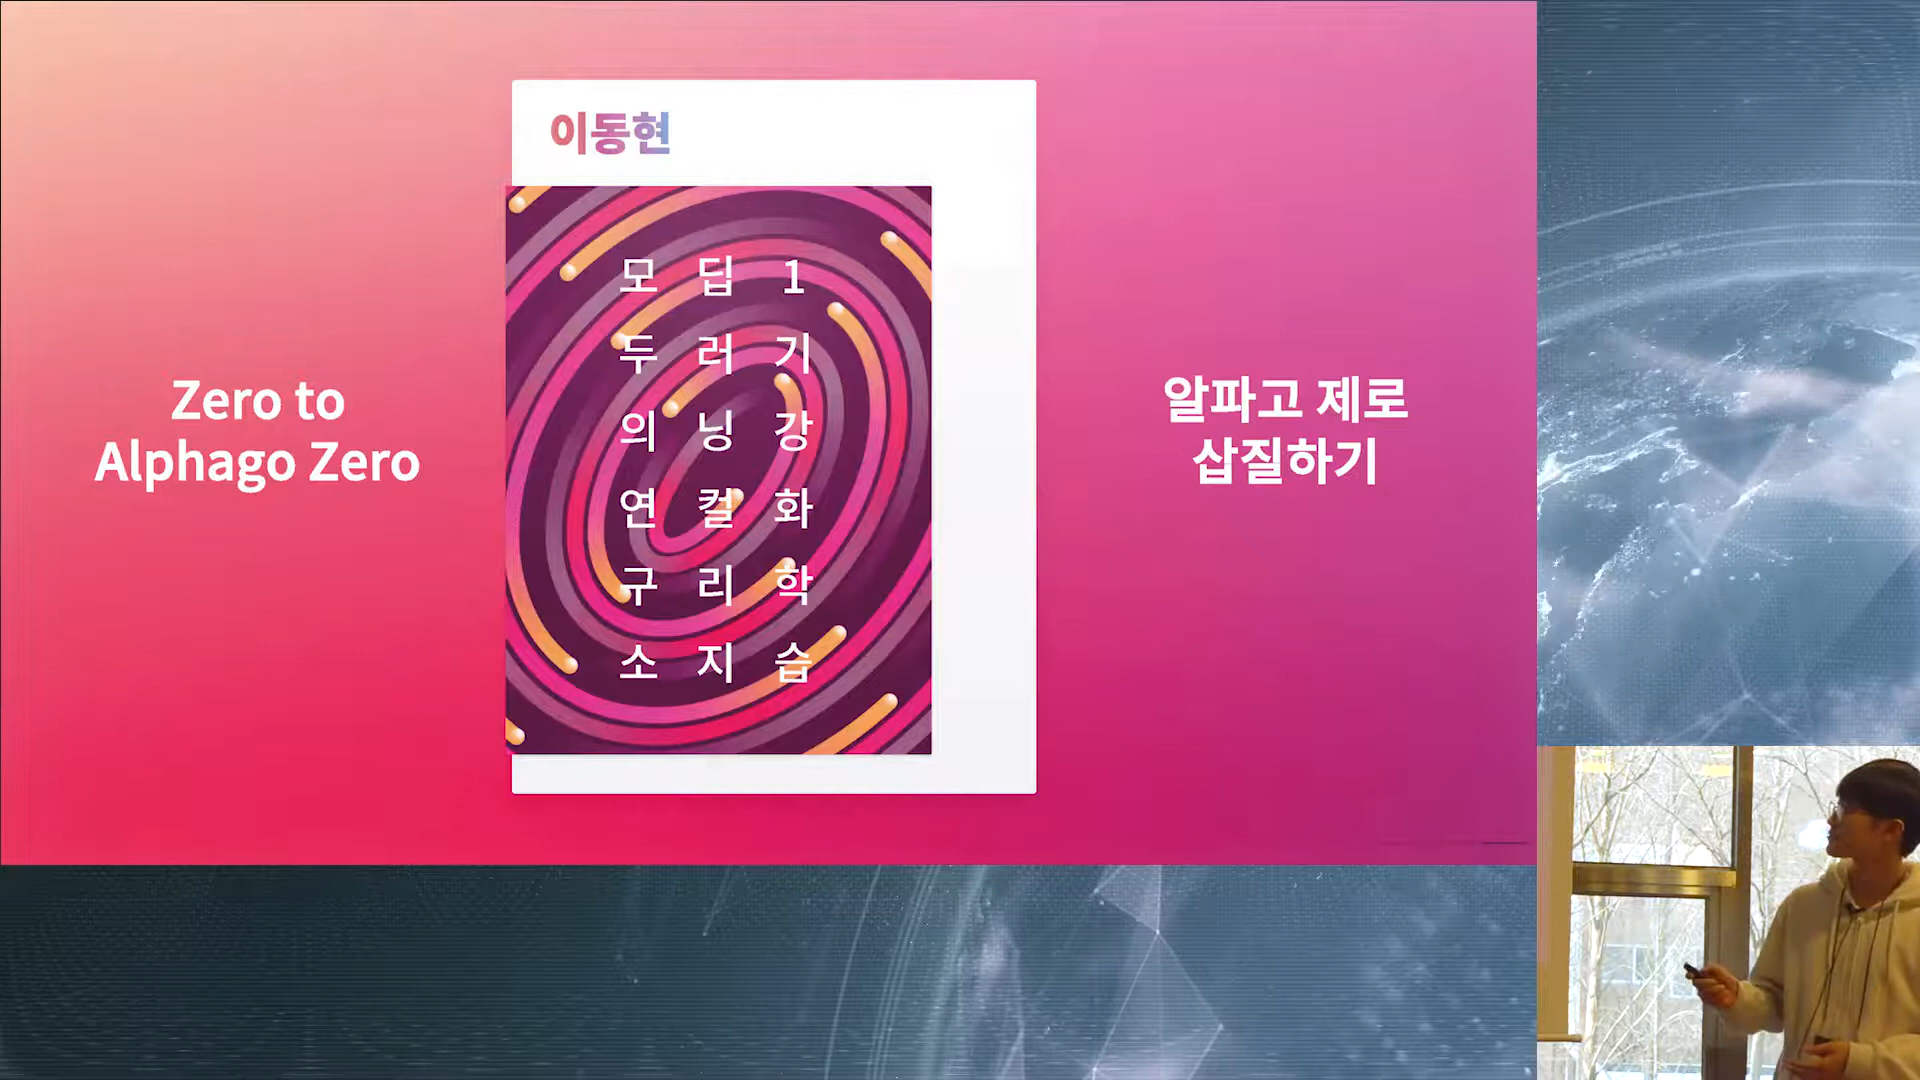 이동현
Zero to
Alphago Zero
모두의연구소
딥러닝컬리지
1기강화학습
알파고 제로
삽질하기